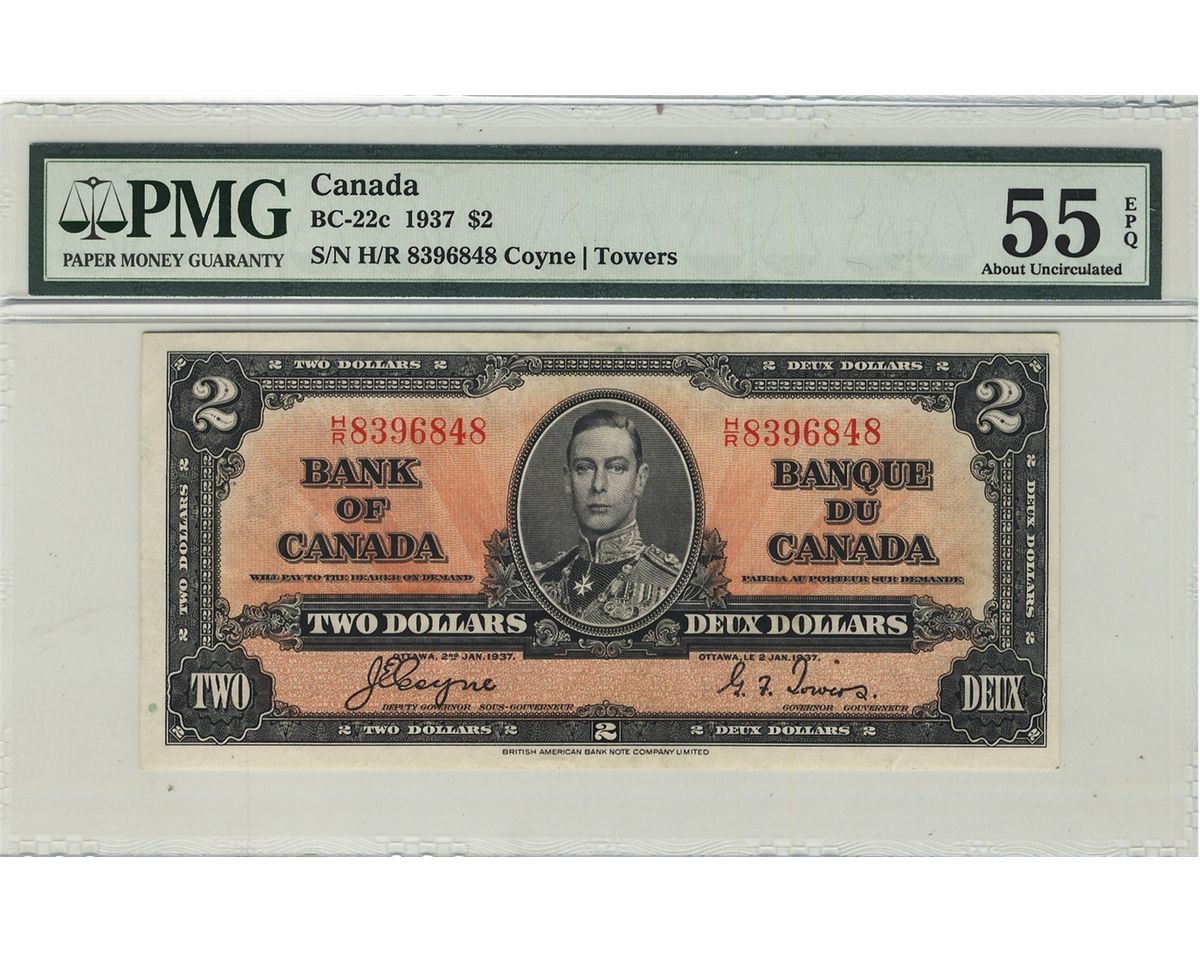 PMG
PAPER MONEY GUARANTY
Canada
BC-22c 1937 $2
S/N H/R 8396848 Coyne | Towers
55
EPQ
About Uncirculated
2 TWO DOLLARS 2
2 DEUX DOLLARS 2
2
2
H/R 8396848
H/R 8396848
BANK
OF
CANADA
BANQUE
DU
CANADA
WILL PAY TO THE BEARER ON DEMAND
PAIERA AU PORTEUR SUR DEMANDE
2 TWO DOLLARS 2
2 DEUX DOLLARS 2
TWO DOLLARS
DEUX DOLLARS
OTTAWA, 2ND JAN. 1937.
OTTAWA, LE 2 JAN. 1937.
J E Coyne
G. F. Towers.
DEPUTY GOVERNOR SOUS-GOUVERNEUR
GOVERNOR GOUVERNEUR
TWO
DEUX
2 TWO DOLLARS 2
2
2 DEUX DOLLARS 2
BRITISH AMERICAN BANK NOTE COMPANY LIMITED